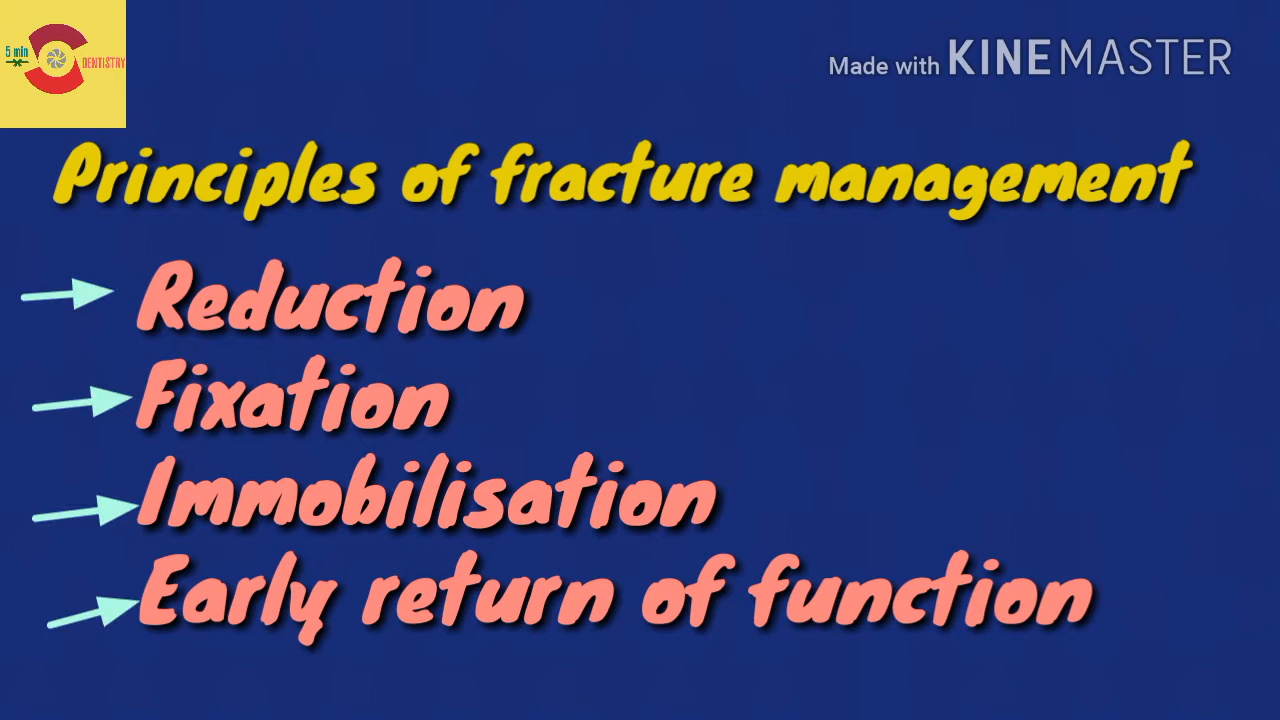 5 min
DENTISTRY
Made with KINEMASTER
Principles of fracture management
Reduction
Fixation
Immobilisation
Early return of function